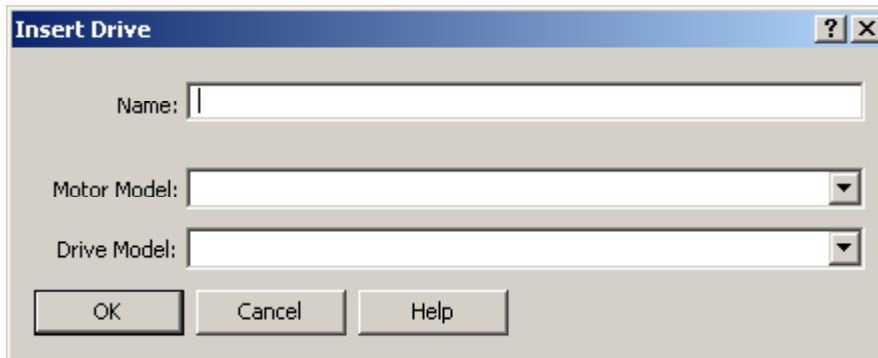 Insert Drive
Name:
Motor Model:
Drive Model:
OK Cancel Help